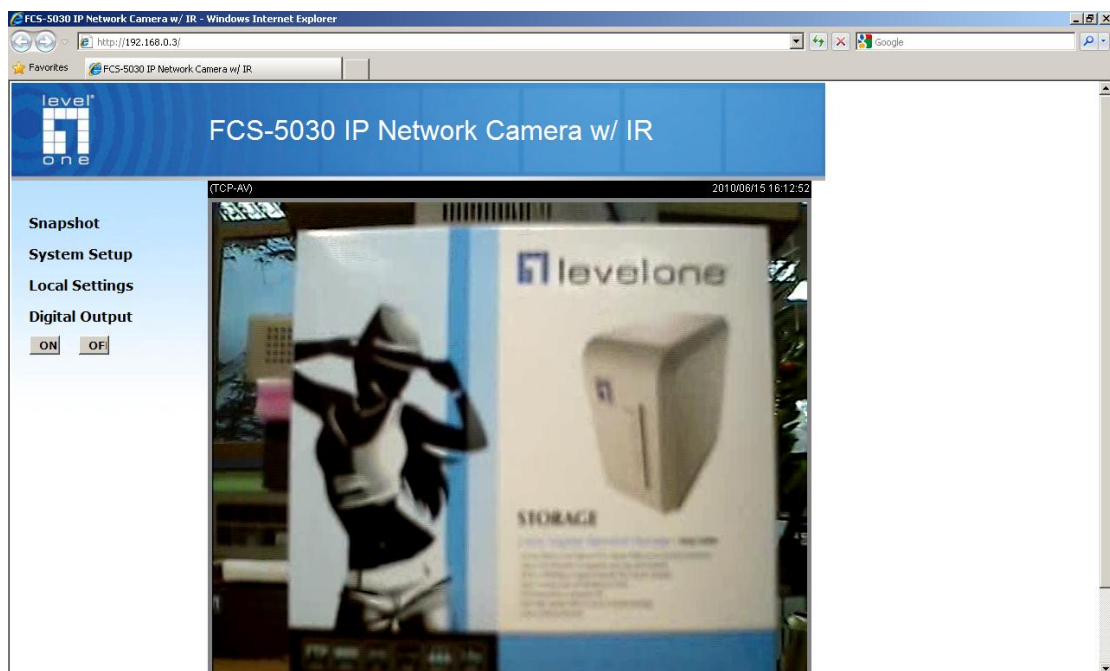 FCS-5030 IP Network Camera w/ IR - Windows Internet Explorer
http://192.168.0.3/
Google
Favorites
FCS-5030 IP Network Camera w/ IR
level
one
FCS-5030 IP Network Camera w/ IR
(TCP-AV) 2010/06/15 16:12:52
Snapshot
System Setup
Local Settings
Digital Output
ON OF
levelone
STORAGE
FTP